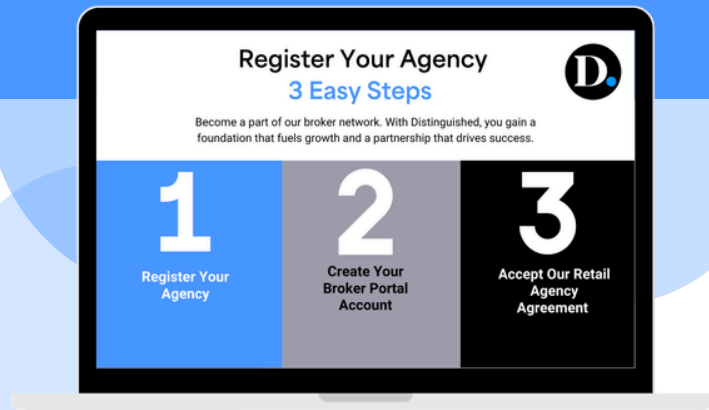 Register Your Agency
3 Easy Steps
D.
Become a part of our broker network. With Distinguished, you gain a
foundation that fuels growth and a partnership that drives success.
1
Register Your
Agency
2
Create Your
Broker Portal
Account
3
Accept Our Retail
Agency
Agreement